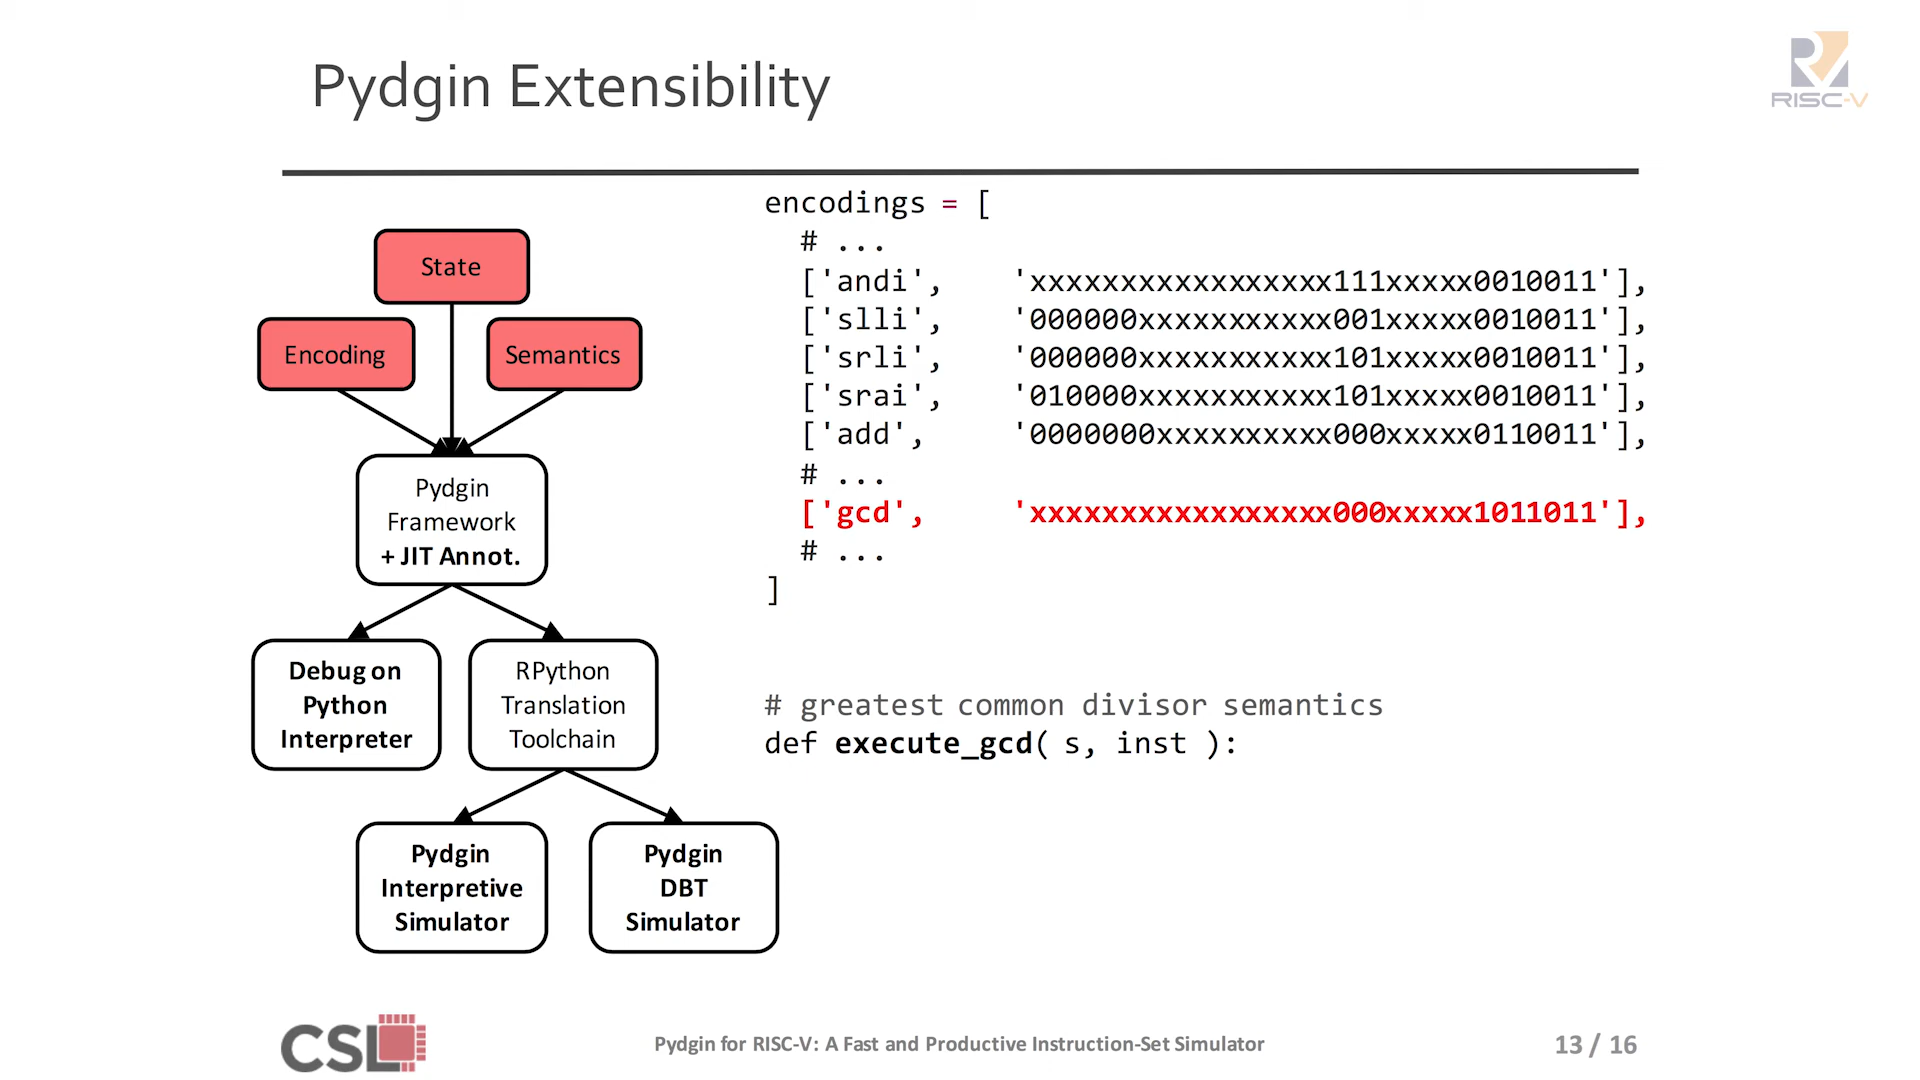 Pydgin Extensibility
RISC-V
State
Encoding
Semantics
Pydgin
Framework
+ JIT Annot.
Debug on
Python
Interpreter
RPython
Translation
Toolchain
Pydgin
Interpretive
Simulator
Pydgin
DBT
Simulator
encodings = [
# ...
['andi', 'xxxxxxxxxxxxxxxxx111xxxxx0010011'],
['slli', '000000xxxxxxxxxxx001xxxxx0010011'],
['srli', '000000xxxxxxxxxxx101xxxxx0010011'],
['srai', '010000xxxxxxxxxxx101xxxxx0010011'],
['add', '0000000xxxxxxxxxx000xxxxx0110011'],
# ...
['gcd', 'xxxxxxxxxxxxxxxxx000xxxxx1011011'],
# ...
]
# greatest common divisor semantics
def execute_gcd( s, inst ):
CSL
Pydgin for RISC-V: A Fast and Productive Instruction-Set Simulator
13 / 16